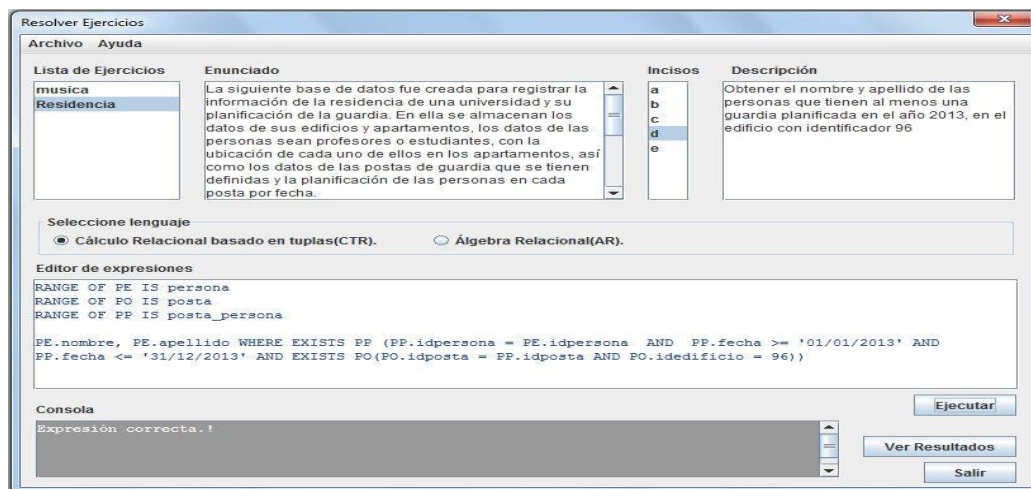 Resolver Ejercicios
Archivo Ayuda
Lista de Ejercicios
musica
Residencia
Enunciado
La siguiente base de datos fue creada para registrar la
información de la residencia de una universidad y su
planificación de la guardia. En ella se almacenan los
datos de sus edificios y apartamentos, los datos de las
personas sean profesores o estudiantes, con la
ubicación de cada uno de ellos en los apartamentos, así
como los datos de las postas de guardia que se tienen
definidas y la planificación de las personas en cada
posta por fecha.
Incisos
a
b
c
d
e
Descripción
Obtener el nombre y apellido de las
personas que tienen al menos una
guardia planificada en el año 2013, en el
edificio con identificador 96
Seleccione lenguaje
Cálculo Relacional basado en tuplas(CTR).
Álgebra Relacional(AR).
Editor de expresiones
RANGE OF PE IS persona
RANGE OF PO IS posta
RANGE OF PP IS posta_persona
PE.nombre, PE.apellido WHERE EXISTS PP (PP.idpersona = PE.idpersona AND PP.fecha >= '01/01/2013' AND
PP.fecha <= '31/12/2013' AND EXISTS PO(PO.idposta = PP.idposta AND PO.idedificio = 96))
Ejecutar
Consola
Expresión correcta.!
Ver Resultados
Salir